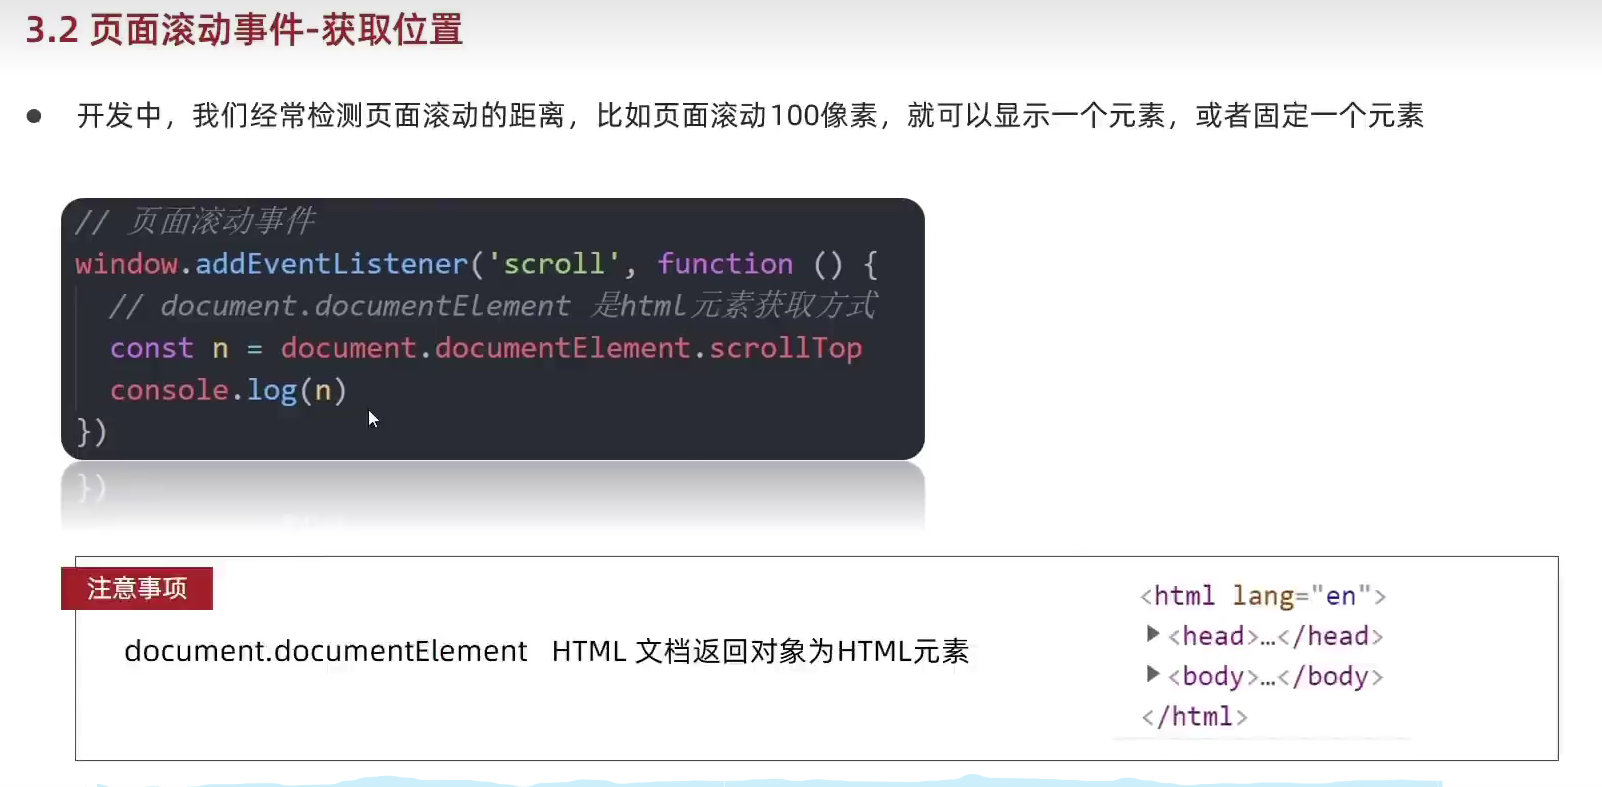 3.2 页面滚动事件-获取位置
● 开发中，我们经常检测页面滚动的距离，比如页面滚动100像素，就可以显示一个元素，或者固定一个元素
// 页面滚动事件
window.addEventListener('scroll', function () {
// document.documentElement 是html元素获取方式
const n = document.documentElement.scrollTop
console.log(n)
})
})
注意事项
document.documentElement HTML 文档返回对象为HTML元素
<html lang="en">
▶<head>…</head>
▶<body>…</body>
</html>